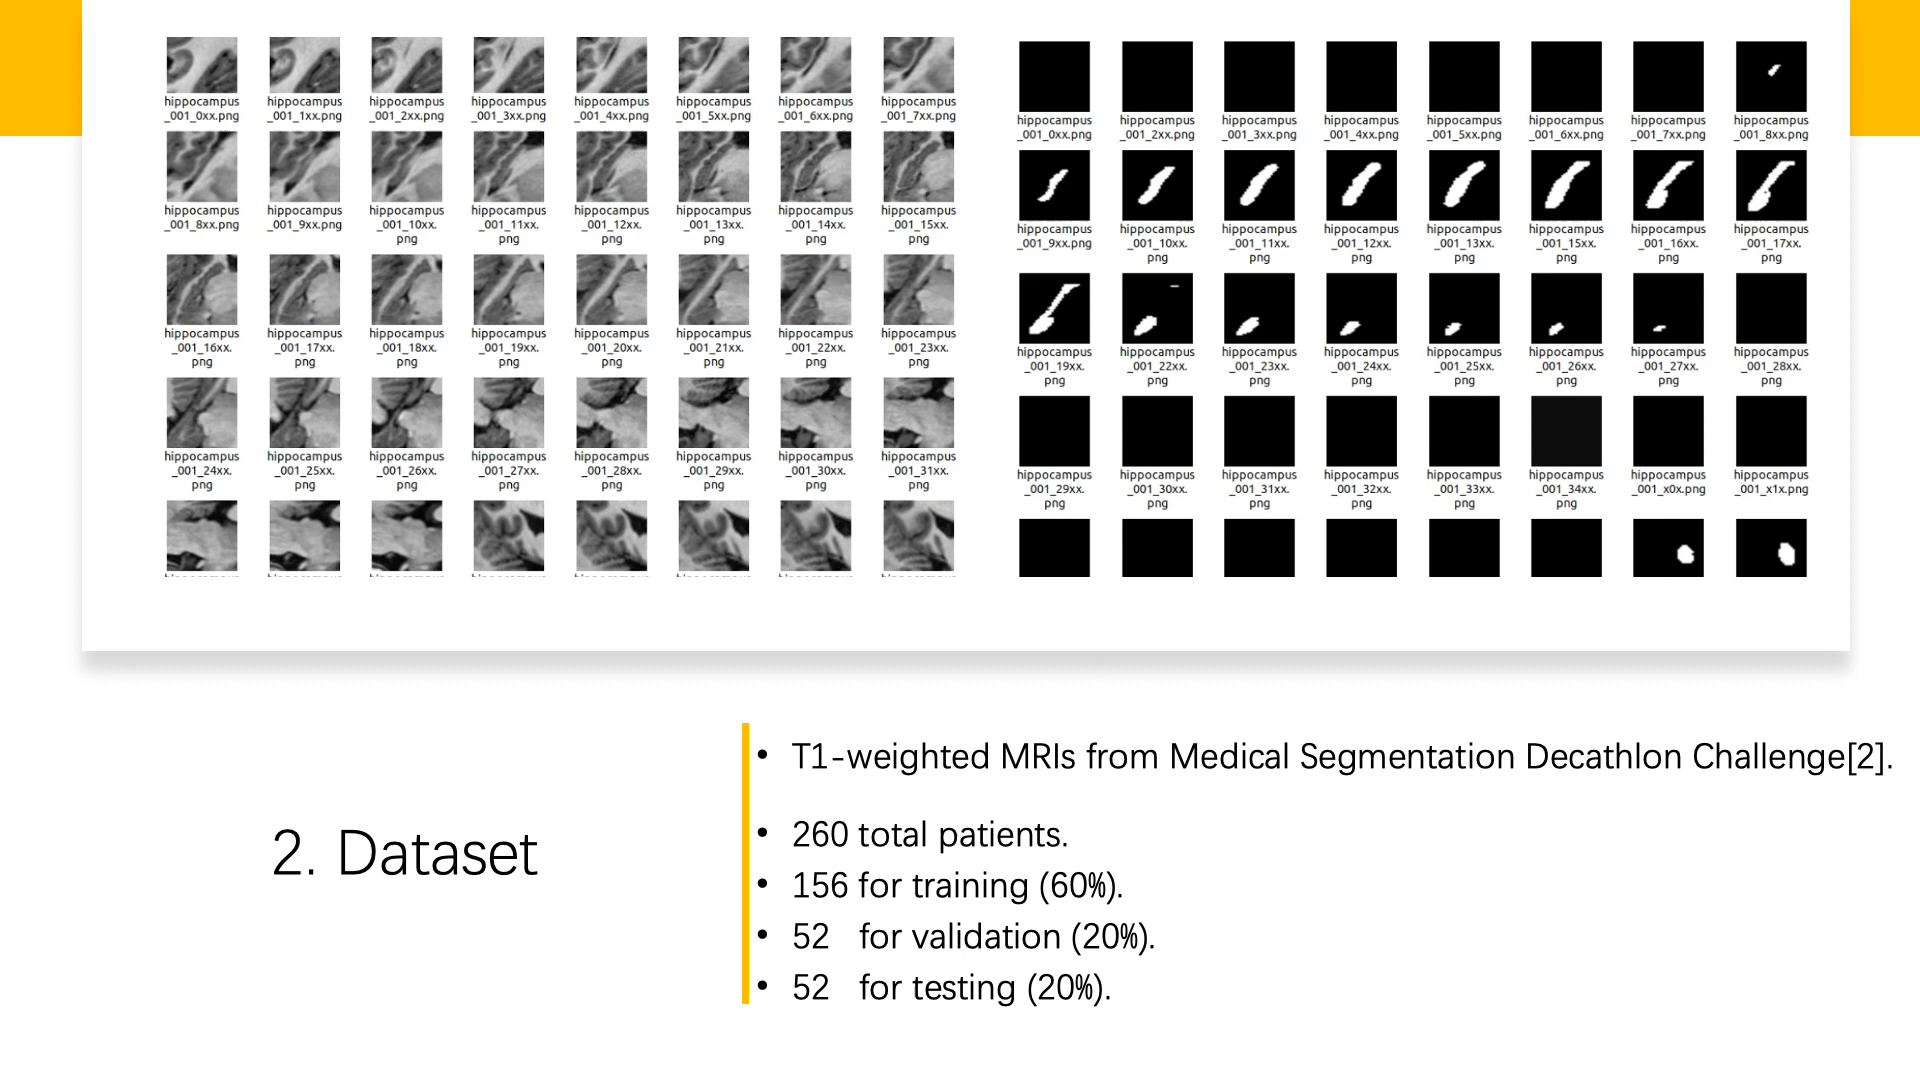 hippocampus hippocampus hippocampus hippocampus hippocampus hippocampus hippocampus hippocampus
_001_0xx.png _001_1xx.png _001_2xx.png _001_3xx.png _001_4xx.png _001_5xx.png _001_6xx.png _001_7xx.png
hippocampus hippocampus hippocampus hippocampus hippocampus hippocampus hippocampus hippocampus
_001_8xx.png _001_9xx.png _001_10xx. _001_11xx. _001_12xx. _001_13xx. _001_14xx. _001_15xx.
png png png png png png
hippocampus hippocampus hippocampus hippocampus hippocampus hippocampus hippocampus hippocampus
_001_16xx. _001_17xx. _001_18xx. _001_19xx. _001_20xx. _001_21xx. _001_22xx. _001_23xx.
png png png png png png png png
hippocampus hippocampus hippocampus hippocampus hippocampus hippocampus hippocampus hippocampus
_001_24xx. _001_25xx. _001_26xx. _001_27xx. _001_28xx. _001_29xx. _001_30xx. _001_31xx.
png png png png png png png png
hippocampus hippocampus hippocampus hippocampus hippocampus hippocampus hippocampus hippocampus
_001_0xx.png _001_2xx.png _001_3xx.png _001_4xx.png _001_5xx.png _001_6xx.png _001_7xx.png _001_8xx.png
hippocampus hippocampus hippocampus hippocampus hippocampus hippocampus hippocampus hippocampus
_001_9xx.png _001_10xx. _001_11xx. _001_12xx. _001_13xx. _001_15xx. _001_16xx. _001_17xx.
png png png png png png png
hippocampus hippocampus hippocampus hippocampus hippocampus hippocampus hippocampus hippocampus
_001_19xx. _001_22xx. _001_23xx. _001_24xx. _001_25xx. _001_26xx. _001_27xx. _001_28xx.
png png png png png png png png
hippocampus hippocampus hippocampus hippocampus hippocampus hippocampus hippocampus hippocampus
_001_29xx. _001_30xx. _001_31xx. _001_32xx. _001_33xx. _001_34xx. _001_x0x.png _001_x1x.png
png png png png png png
2. Dataset
• T1-weighted MRIs from Medical Segmentation Decathlon Challenge[2].
• 260 total patients.
• 156 for training (60%).
• 52 for validation (20%).
• 52 for testing (20%).